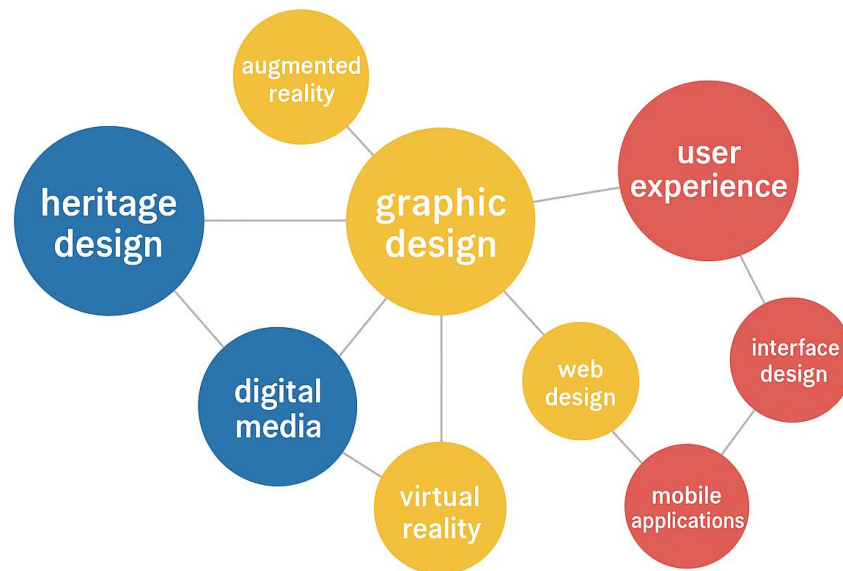 augmented
reality
heritage
design
graphic
design
user
experience
digital
media
web
design
interface
design
virtual
reality
mobile
applications